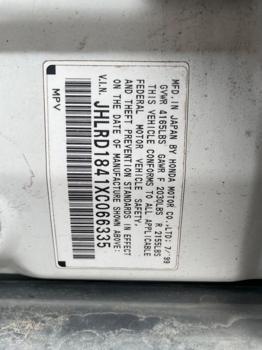 MFD. IN JAPAN BY HONDA MOTOR CO., LTD: 7/'99
GVWR 4165LBS GAWR F 2030LBS R 2155LBS
THIS VEHICLE CONFORMS TO ALL APPLICABLE
FEDERAL MOTOR VEHICLE SAFETY,
AND THEFT PREVENTION STANDARDS IN EFFECT
ON THE DATE OF MANUFACTURE SHOWN ABOVE:
V.I.N. JHLRD1841XC066335
MPV